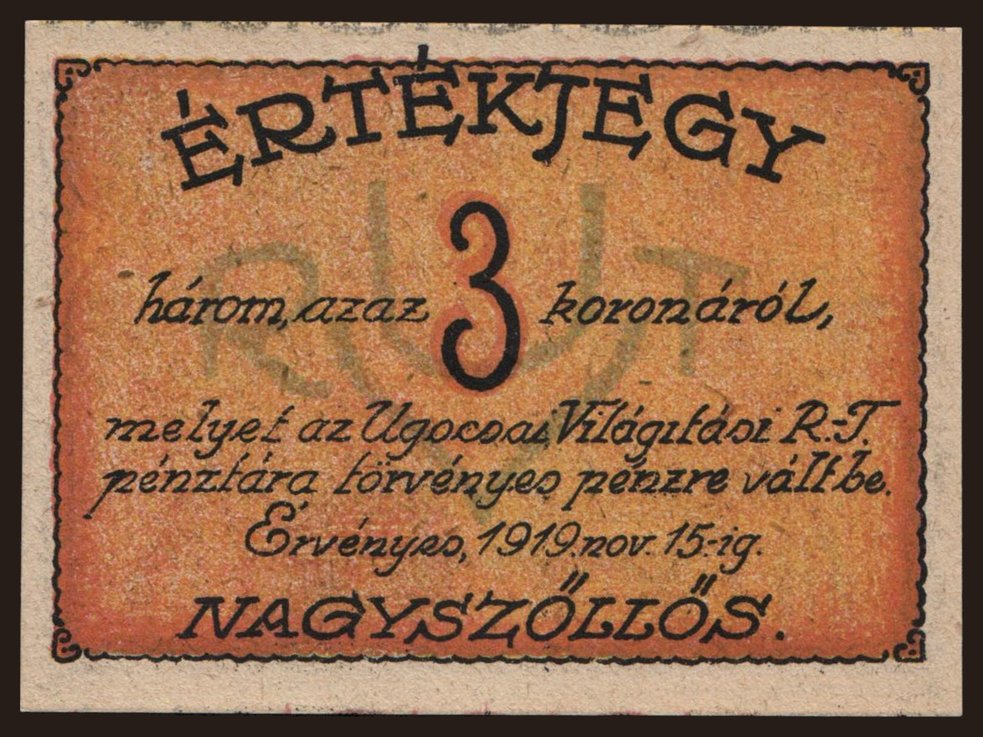 ÉRTÉKJEGY
három, azaz 3 koronáról,
melyet az Ugocsai Világítási R.-T.
pénztára törvényes pénzre vált be.
Érvényes, 1919. nov. 15-ig.
NAGYSZŐLLŐS.
RUT